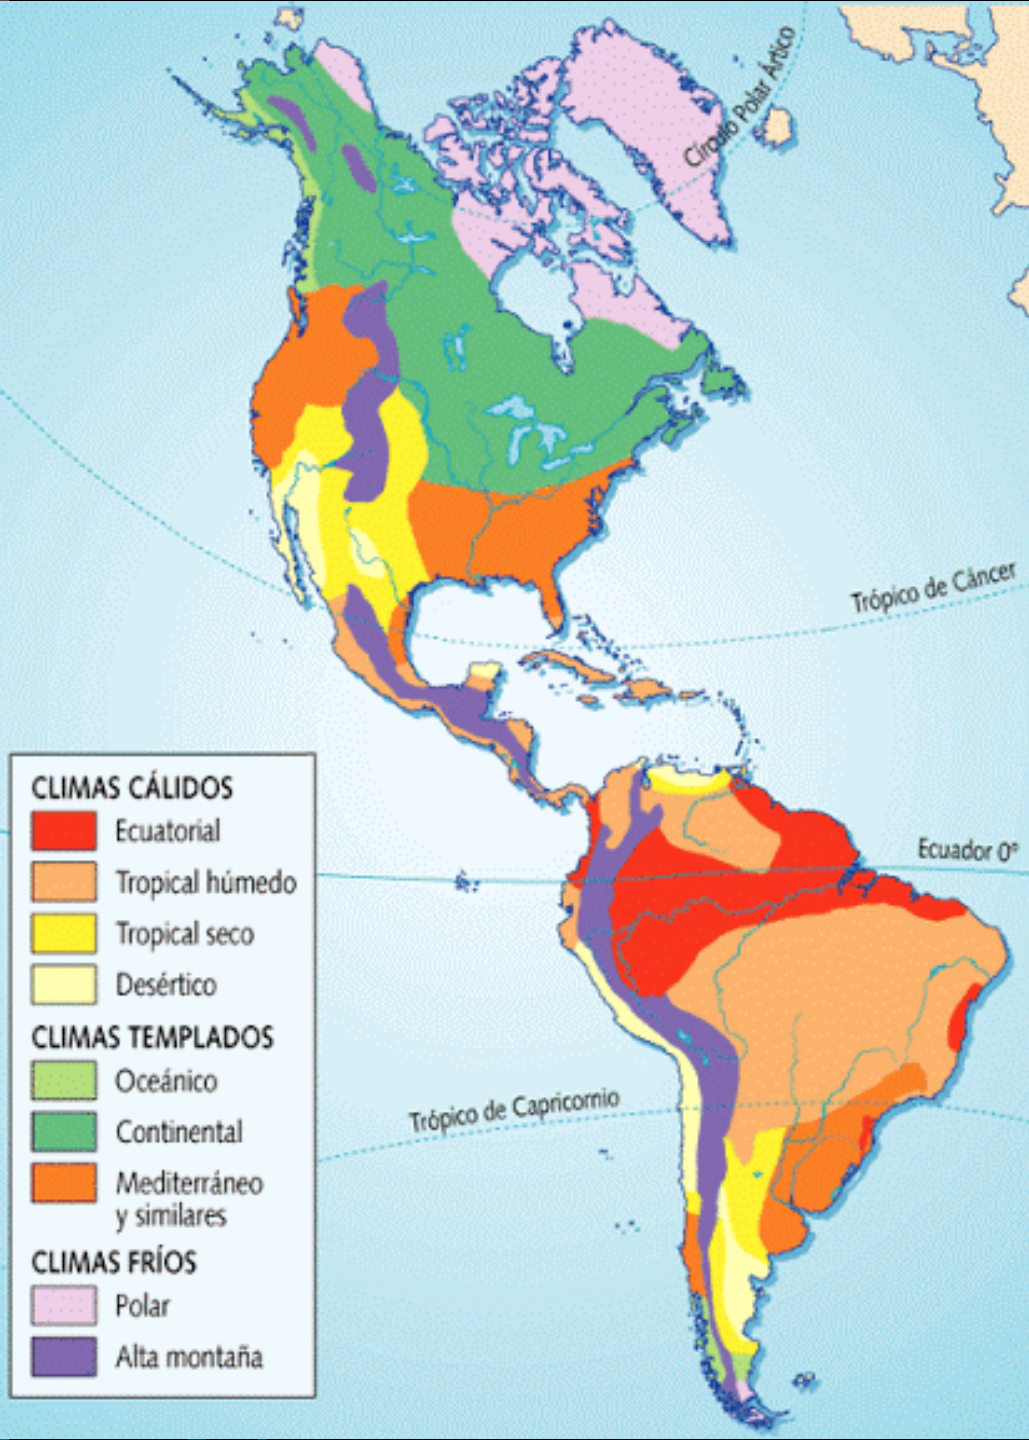 Círculo Polar Ártico
Trópico de Cáncer
CLIMAS CÁLIDOS
Ecuatorial
Ecuador 0º
Tropical húmedo
Tropical seco
Desértico
CLIMAS TEMPLADOS
Oceánico
Trópico de Capricornio
Continental
Mediterráneo
y similares
CLIMAS FRÍOS
Polar
Alta montaña